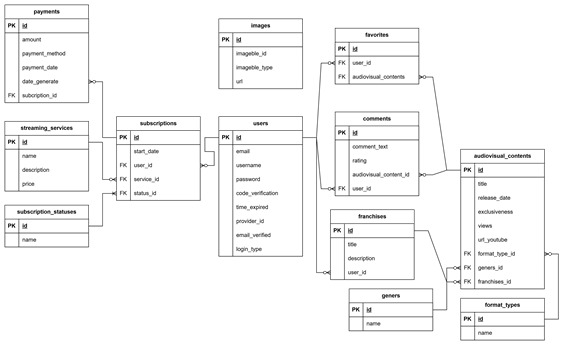 payments
PK id
amount
payment_method
payment_date
date_generate
FK subcription_id
streaming_services
PK id
name
description
price
subscription_statuses
PK id
name
subscriptions
PK id
start_date
FK user_id
FK service_id
FK status_id
images
PK id
imageble_id
imageble_type
url
users
PK id
email
username
password
code_verification
time_expired
provider_id
email_verified
login_type
favorites
PK id
FK user_id
FK audiovisual_contents
comments
PK id
comment_text
rating
FK audiovisual_content_id
FK user_id
franchises
PK id
title
description
FK user_id
geners
PK id
name
audiovisual_contents
PK id
title
release_date
exclusiveness
views
url_youtube
FK format_type_id
FK geners_id
FK franchises_id
format_types
PK id
name